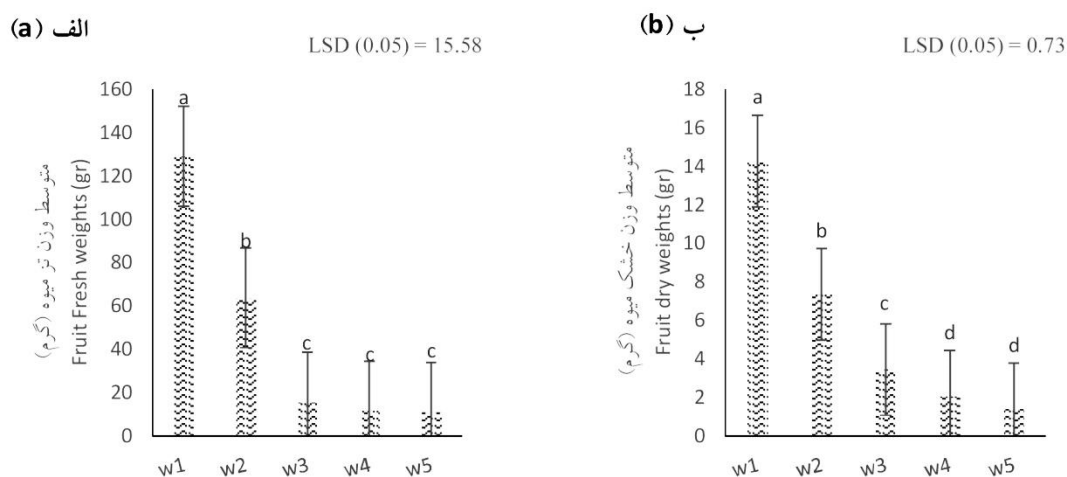 الف (a)
LSD (0.05) = 15.58
متوسط وزن تر میوه (گرم)
Fruit Fresh weights (gr)
160
140
120
100
80
60
40
20
0
a
b
c
c
c
w1
w2
w3
w4
w5
ب (b)
LSD (0.05) = 0.73
متوسط وزن خشک میوه (گرم)
Fruit dry weights (gr)
18
16
14
12
10
8
6
4
2
0
a
b
c
d
d
w1
w2
w3
w4
w5